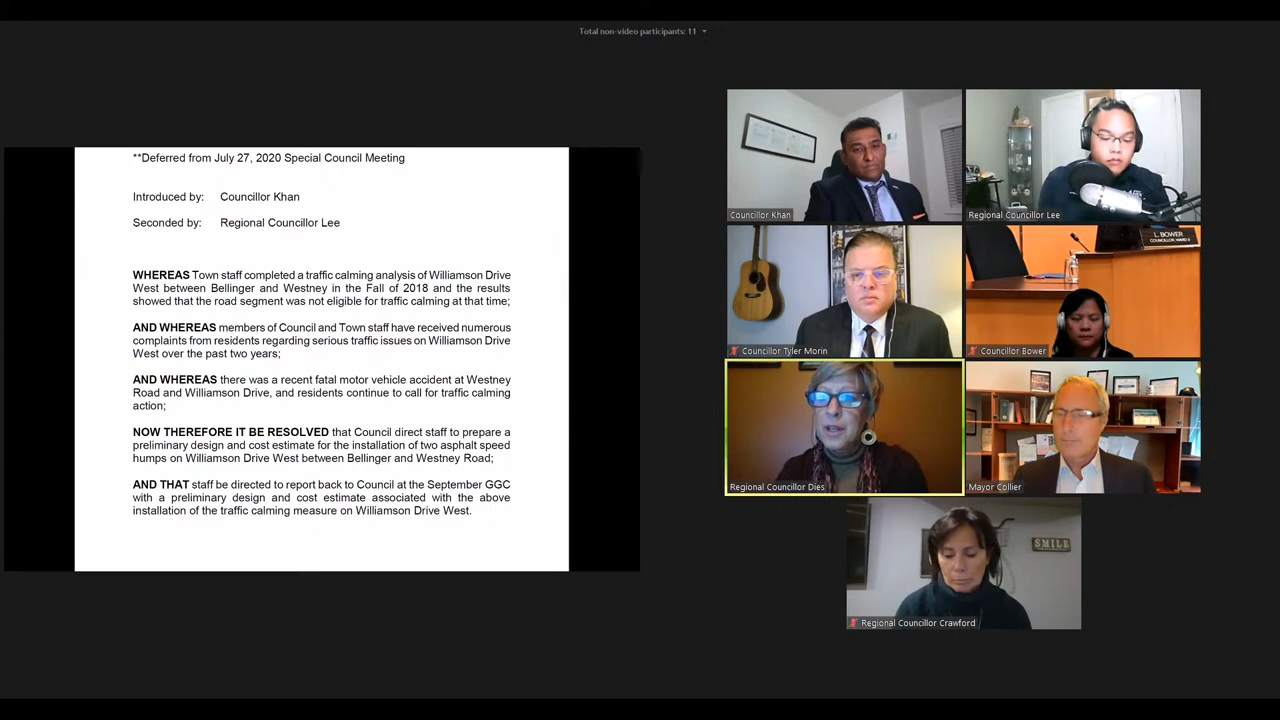 Total non-video participants: 11
**Deferred from July 27, 2020 Special Council Meeting
Introduced by: Councillor Khan
Seconded by: Regional Councillor Lee
WHEREAS Town staff completed a traffic calming analysis of Williamson Drive
West between Bellinger and Westney in the Fall of 2018 and the results
showed that the road segment was not eligible for traffic calming at that time;
AND WHEREAS members of Council and Town staff have received numerous
complaints from residents regarding serious traffic issues on Williamson Drive
West over the past two years;
AND WHEREAS there was a recent fatal motor vehicle accident at Westney
Road and Williamson Drive, and residents continue to call for traffic calming
action;
NOW THEREFORE IT BE RESOLVED that Council direct staff to prepare a
preliminary design and cost estimate for the installation of two asphalt speed
humps on Williamson Drive West between Bellinger and Westney Road;
AND THAT staff be directed to report back to Council at the September GGC
with a preliminary design and cost estimate associated with the above
installation of the traffic calming measure on Williamson Drive West.
Councillor Khan
Regional Councillor Lee
Councillor Tyler Morin
L. BOWER
COUNCILLOR, WARD 3
Councillor Bower
Regional Councillor Dies
Mayor Collier
SMILE
Regional Councillor Crawford